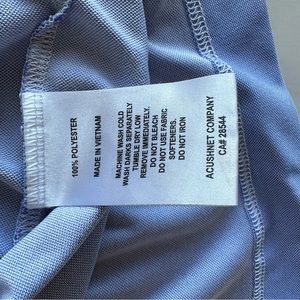 100% POLYESTER
MADE IN VIETNAM
MACHINE WASH COLD
WASH DARKS SEPARATELY
TUMBLE DRY LOW
REMOVE IMMEDIATELY.
DO NOT BLEACH
DO NOT USE FABRIC
SOFTENERS.
DO NOT IRON
ACUSHNET COMPANY
CA# 28544